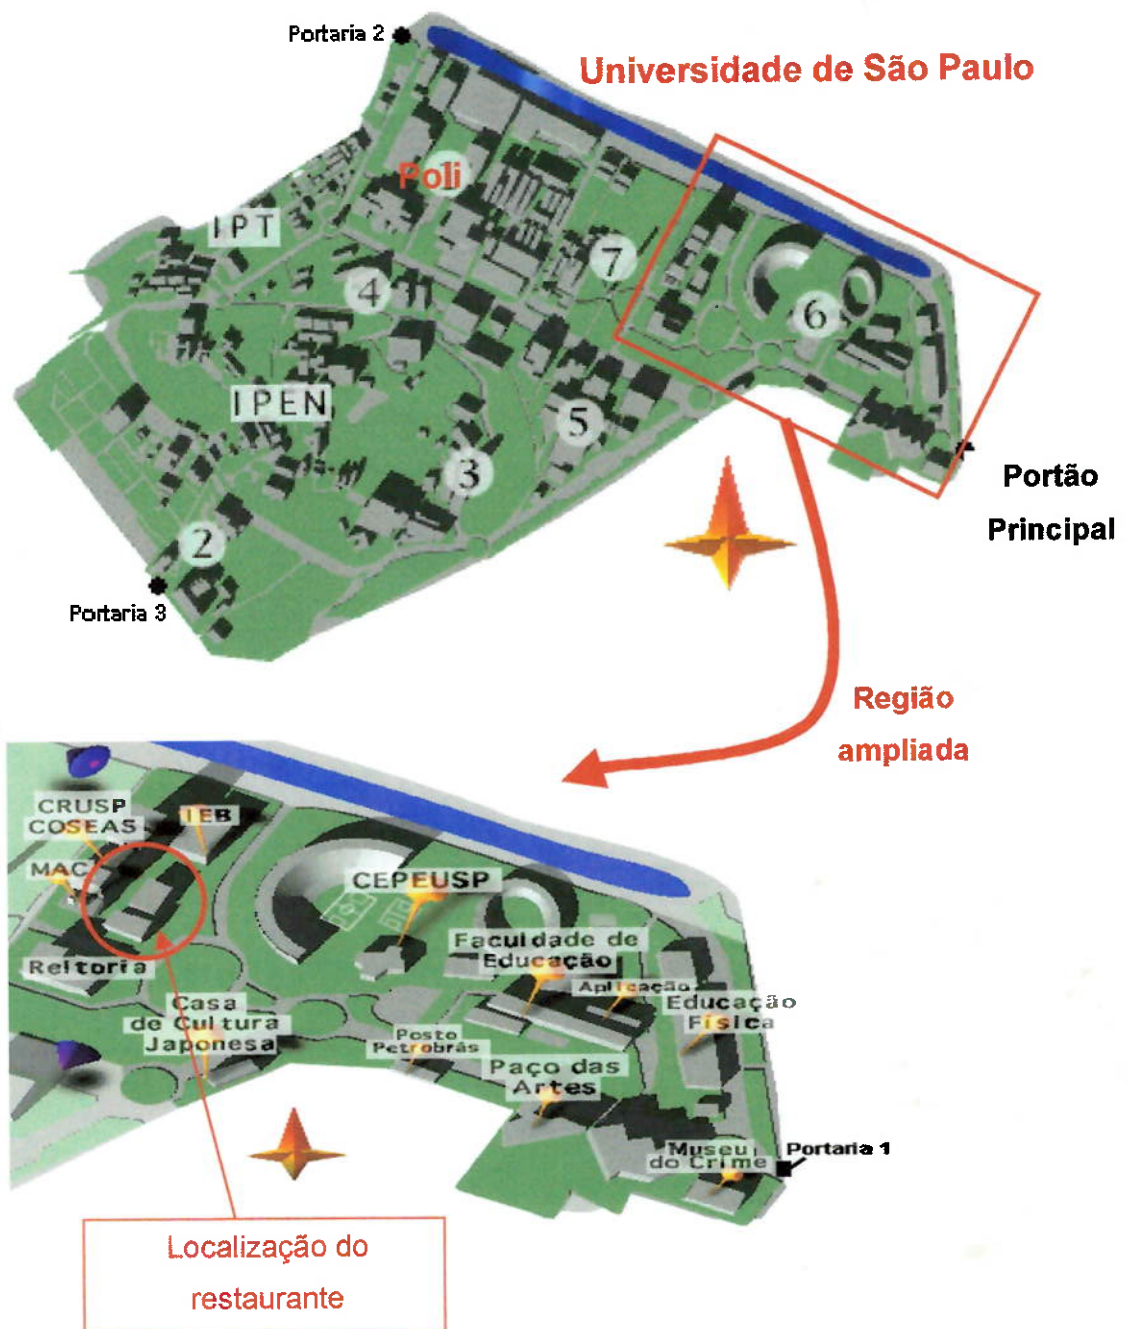 Portaria 2
Universidade de São Paulo
1
Poli
IPT
7
4
6
IPEN
5
3
Portão
Principal
2
Portaria 3
Região
ampliada
CRUSP
COSEAS
IEB
MAC
CEPEUSP
Faculdade de
Educação
Reitoria
Aplicação
Educação
Física
Casa
de Cultura
Japonesa
Posto
Petrobrás
Paço das
Artes
Museu
do Crime
Portaria 1
Localização do
restaurante